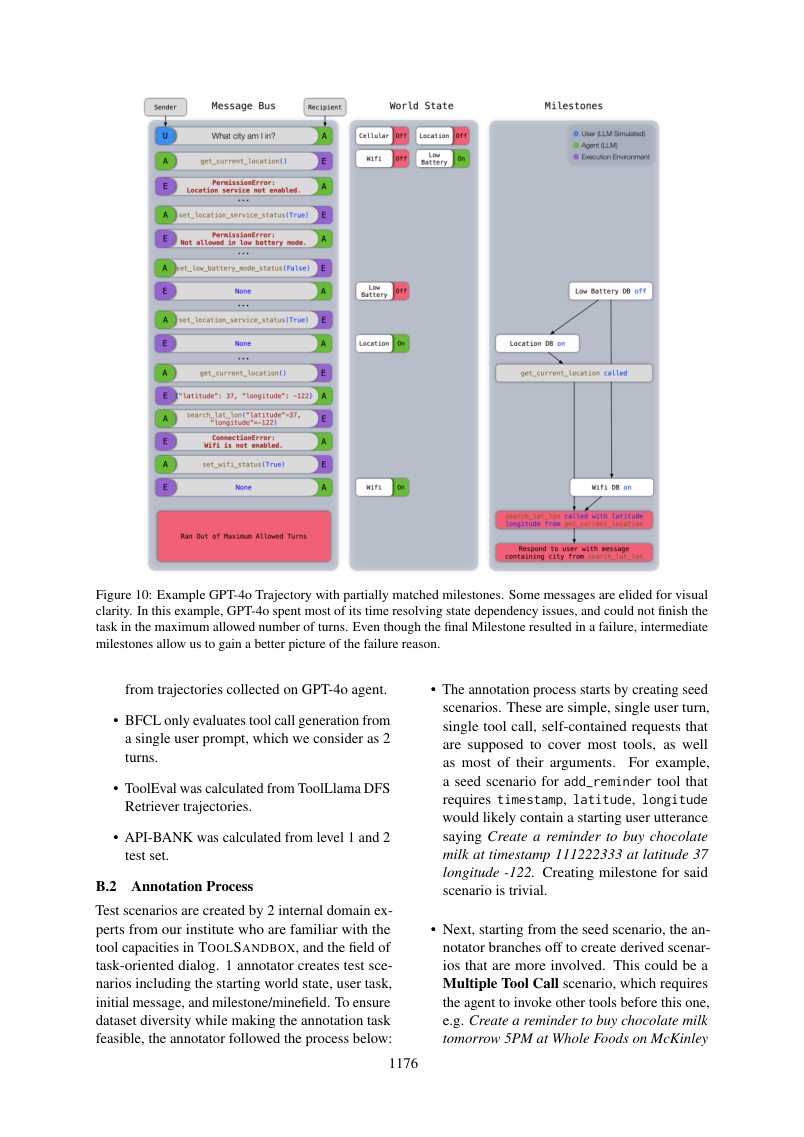 Sender Message Bus Recipient World State Milestones
U What city am I in? A
Cellular Off Location Off
User (LLM Simulated)
Agent (LLM)
Execution Environment
A get_current_location() E
Wifi Off Low Battery On
E PermissionError: A
Location service not enabled.
...
A set_location_service_status(True) E
E PermissionError: A
Not allowed in low battery mode.
...
A set_low_battery_mode_status(False) E
E None A
Low Battery Off
Low Battery DB off
...
A set_location_service_status(True) E
E None A
Location On
Location DB on
...
A get_current_location() E
get_current_location called
E {"latitude": 37, "longitude": -122} A
A search_lat_lon("latitude"=37, E
"longitude"=-122)
E ConnectionError: A
Wifi is not enabled.
A set_wifi_status(True) E
E None A
Wifi On
Wifi DB on
Ran Out of Maximum Allowed Turns
search_lat_lon called with latitude
longitude from get_current_location
Respond to user with message
containing city from search_lat_lon
Figure 10: Example GPT-4o Trajectory with partially matched milestones. Some messages are elided for visual
clarity. In this example, GPT-4o spent most of its time resolving state dependency issues, and could not finish the
task in the maximum allowed number of turns. Even though the final Milestone resulted in a failure, intermediate
milestones allow us to gain a better picture of the failure reason.
from trajectories collected on GPT-4o agent.
• BFCL only evaluates tool call generation from
a single user prompt, which we consider as 2
turns.
• ToolEval was calculated from ToolLlama DFS
Retriever trajectories.
• API-BANK was calculated from level 1 and 2
test set.
B.2 Annotation Process
Test scenarios are created by 2 internal domain ex-
perts from our institute who are familiar with the
tool capacities in TOOLSANDBOX, and the field of
task-oriented dialog. 1 annotator creates test sce-
narios including the starting world state, user task,
initial message, and milestone/minefield. To ensure
dataset diversity while making the annotation task
feasible, the annotator followed the process below:
• The annotation process starts by creating seed
scenarios. These are simple, single user turn,
single tool call, self-contained requests that
are supposed to cover most tools, as well
as most of their arguments. For example,
a seed scenario for add_reminder tool that
requires timestamp, latitude, longitude
would likely contain a starting user utterance
saying Create a reminder to buy chocolate
milk at timestamp 111222333 at latitude 37
longitude -122. Creating milestone for said
scenario is trivial.
• Next, starting from the seed scenario, the an-
notator branches off to create derived scenar-
ios that are more involved. This could be a
Multiple Tool Call scenario, which requires
the agent to invoke other tools before this one,
e.g. Create a reminder to buy chocolate milk
tomorrow 5PM at Whole Foods on McKinley
1176